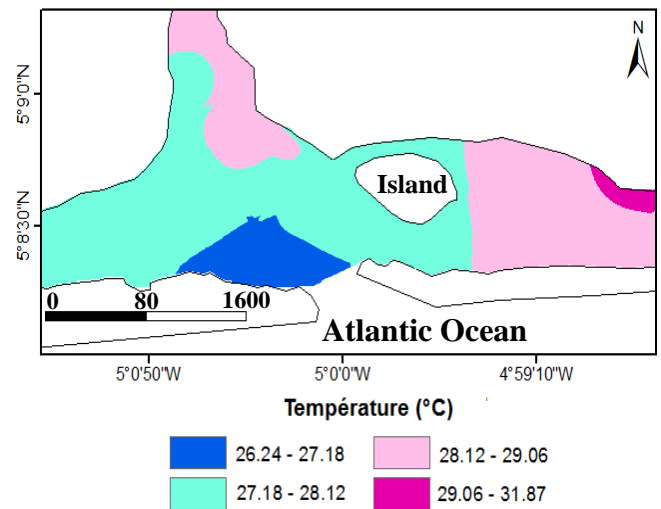 N
5°9'0"N
5°8'30"N
Island
0 80 1600
Atlantic Ocean
5°0'50"W 5°0'0"W 4°59'10"W
Température (°C)
26.24 - 27.18 28.12 - 29.06
27.18 - 28.12 29.06 - 31.87